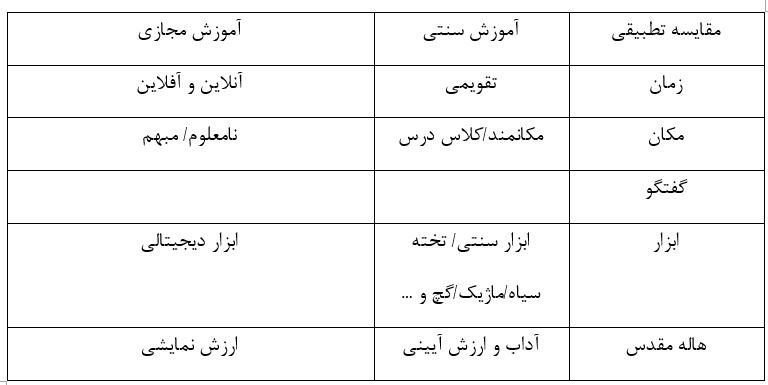 مقایسه تطبیقی آموزش سنتی آموزش مجازی
زمان تقویمی آنلاین و آفلاین
مکان مکانمند/کلاس درس نامعلوم/ مبهم
گفتگو
ابزار ابزار سنتی/ تخته ابزار دیجیتالی
سیاه/ماژیک/گچ و ...
هاله مقدس آداب و ارزش آیینی ارزش نمایشی